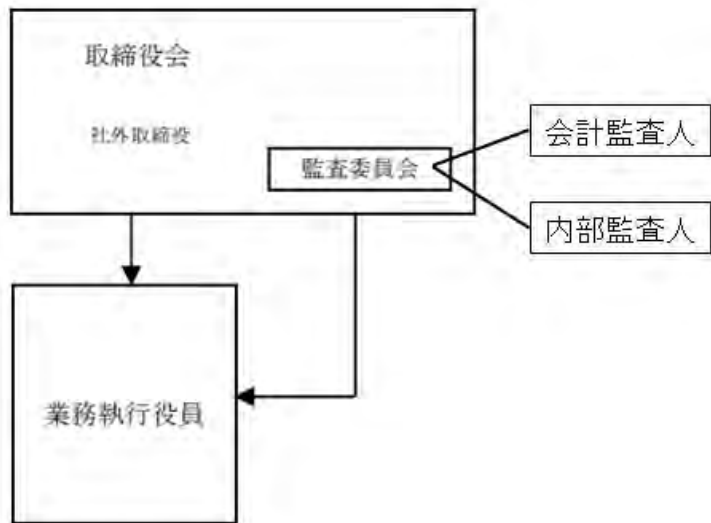 取締役会
社外取締役
監査委員会
会計監査人
内部監査人
業務執行役員